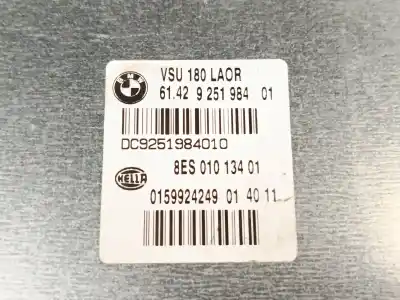 BMW
VSU 180 LAOR
61.42 9 251 984 01
DC9251984010
8ES 010 134 01
HELLA
0159924249 01 40 11